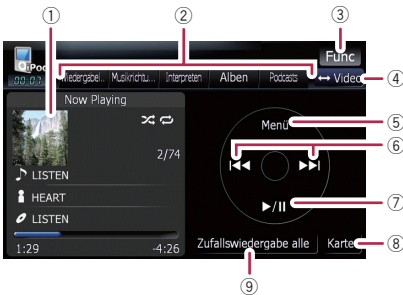 ① ② ③
iPod
Func
00:07 Wiedergabel... Musikrichtu... Interpreten Alben Podcasts ↔ Video ④
Now Playing
Menü ⑤
2/74
⑥
LISTEN
HEART
LISTEN
▶/II ⑦
1:29 -4:26
Zufallswiedergabe alle Karte ⑧
⑨